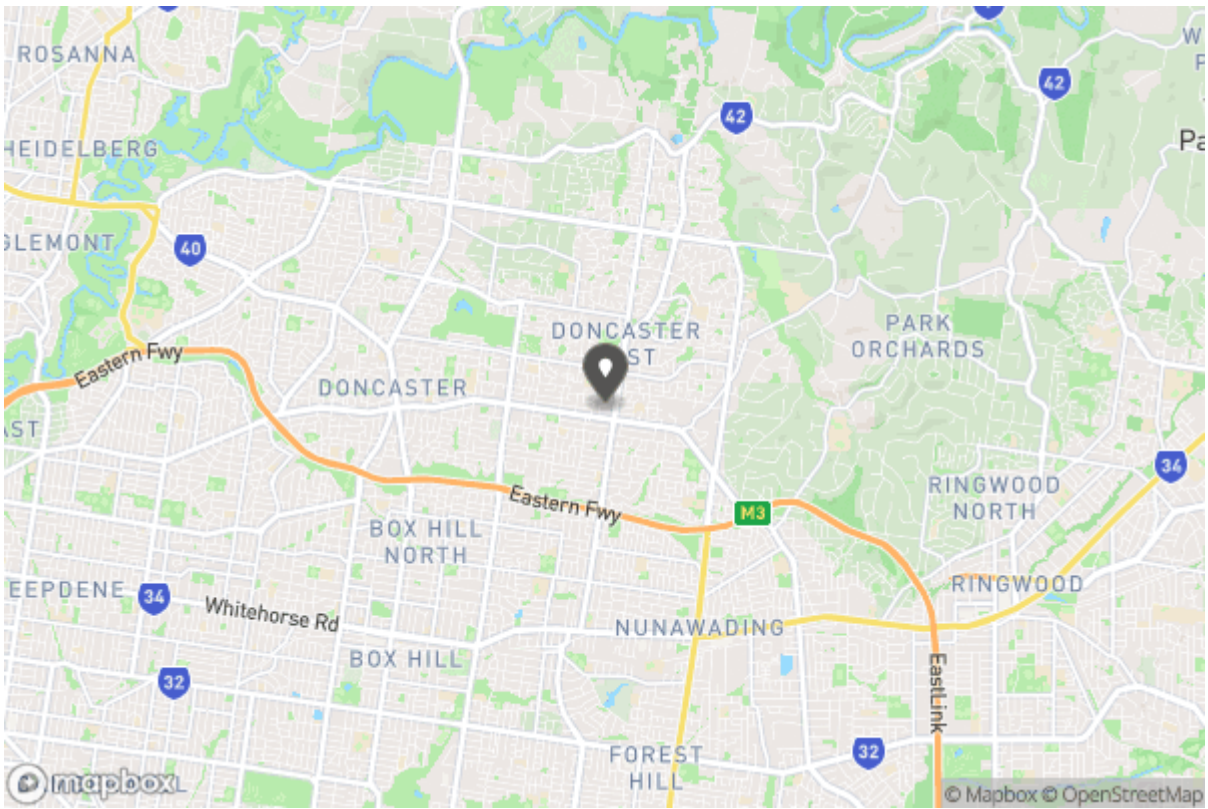 ROSANNA
42
42
HEIDELBERG
GLEMONT
40
DONCASTER
PARK
ORCHARDS
Eastern Fwy
DONCASTER
AST
34
RINGWOOD
NORTH
Eastern Fwy
M3
BOX HILL
NORTH
EEPDENE
34
Whitehorse Rd
RINGWOOD
NUNAWADING
BOX HILL
32
EastLink
FOREST
HILL
32
mapbox
© Mapbox © OpenStreetMap